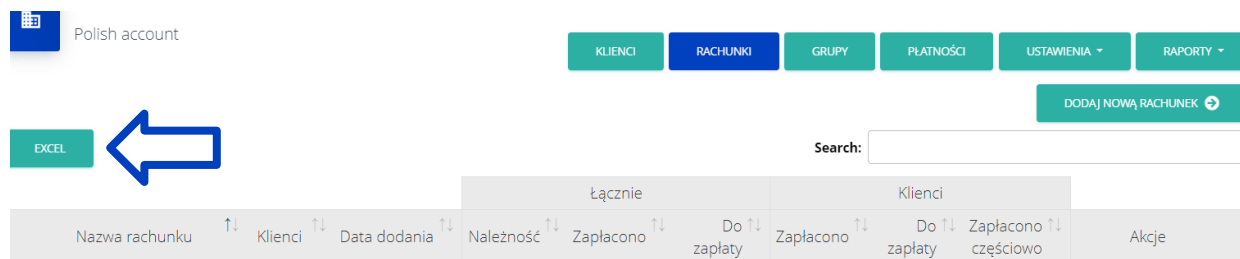 Polish account
KLIENCI RACHUNKI GRUPY PŁATNOŚCI USTAWIENIA RAPORTY
DODAJ NOWĄ RACHUNEK
EXCEL
Search:
Łącznie Klienci
Nazwa rachunku Klienci Data dodania Należność Zapłacono Do zapłaty Zapłacono Do zapłaty Zapłacono częściowo Akcje